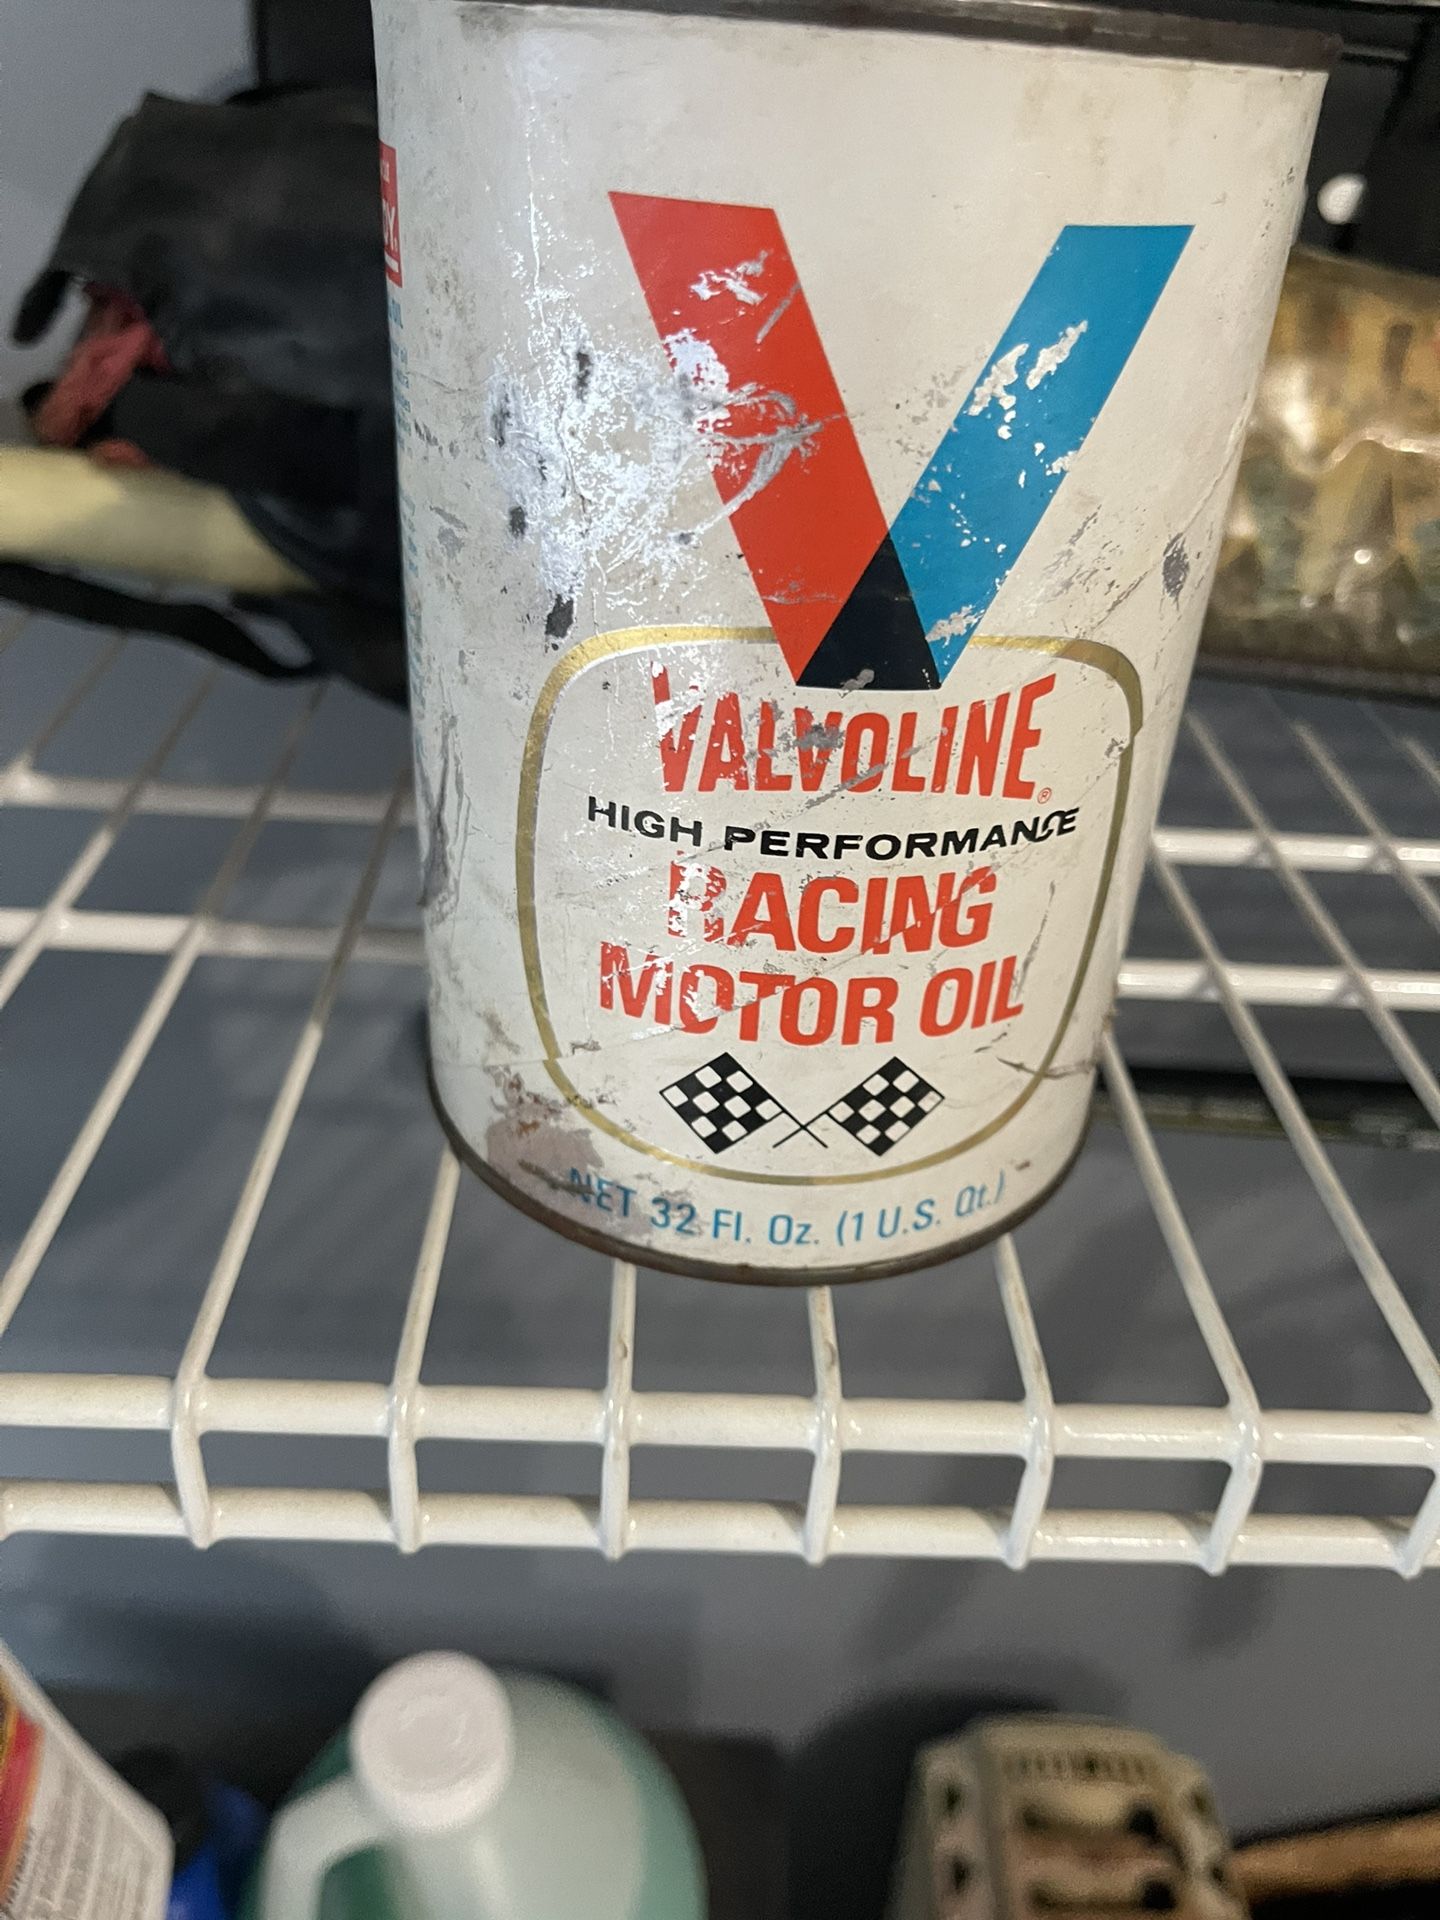 VALVOLINE®
HIGH PERFORMANCE
RACING
MOTOR OIL
NET 32 Fl. Oz. (1 U.S. Qt.)